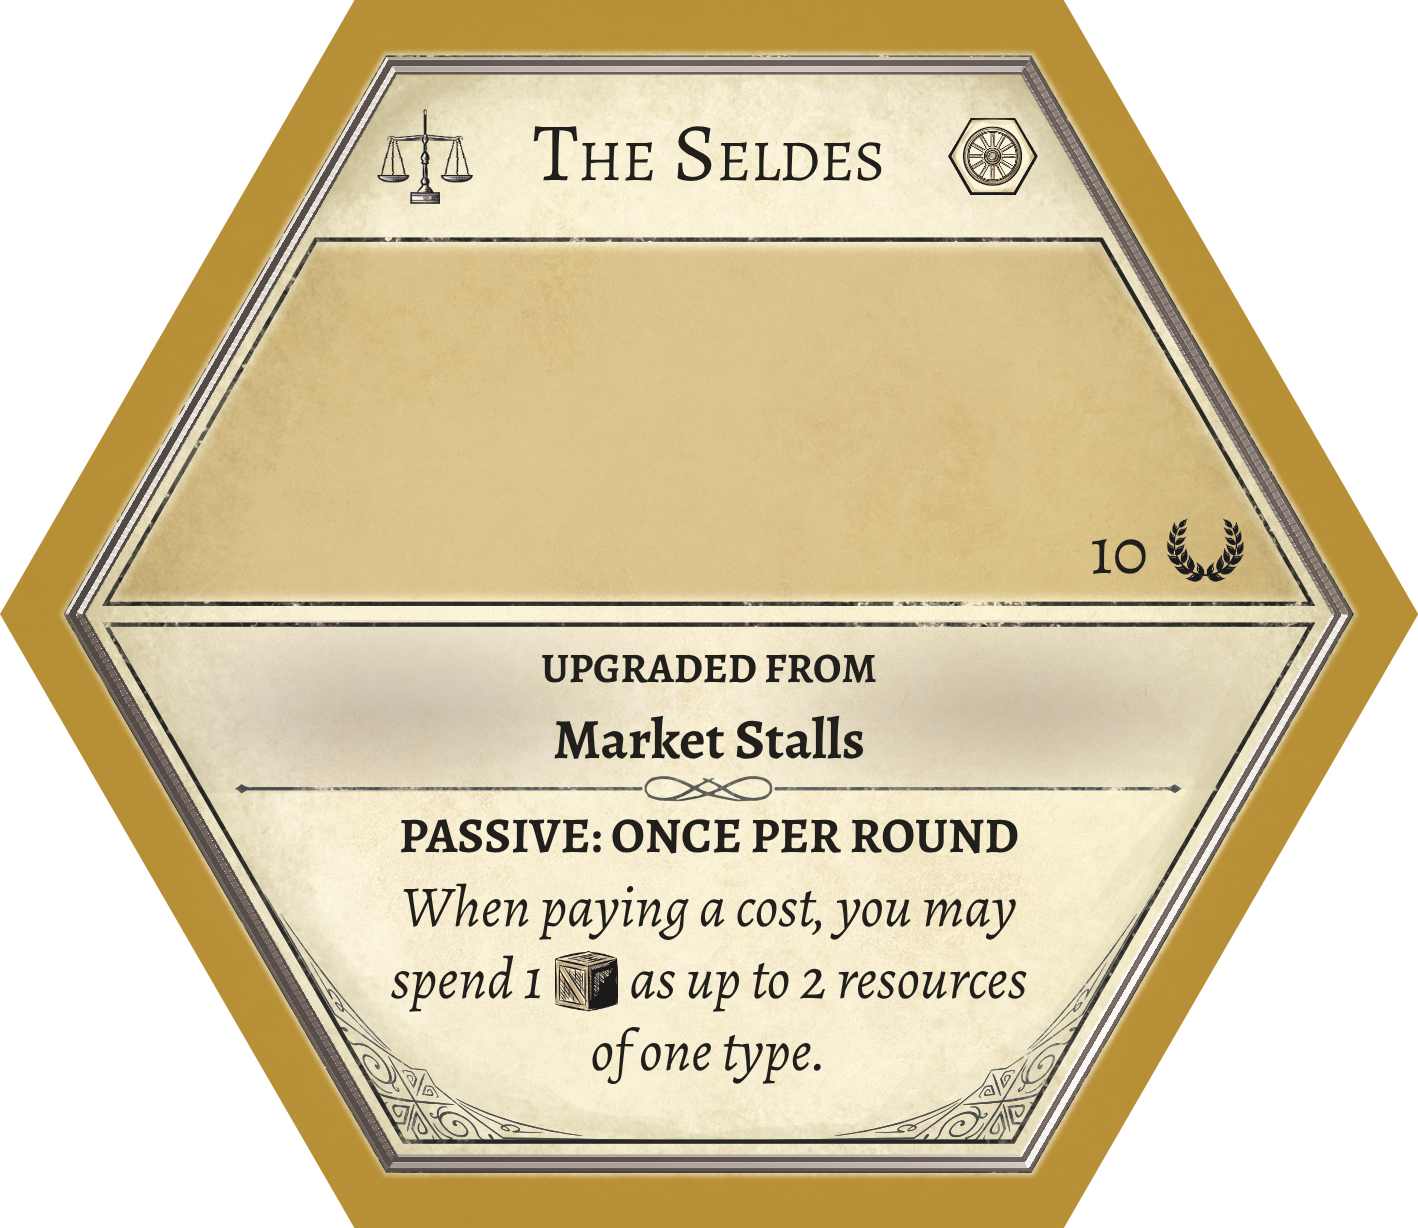 The Seldes
10
UPGRADED FROM
Market Stalls
PASSIVE: ONCE PER ROUND
When paying a cost, you may
spend 1 as up to 2 resources
of one type.